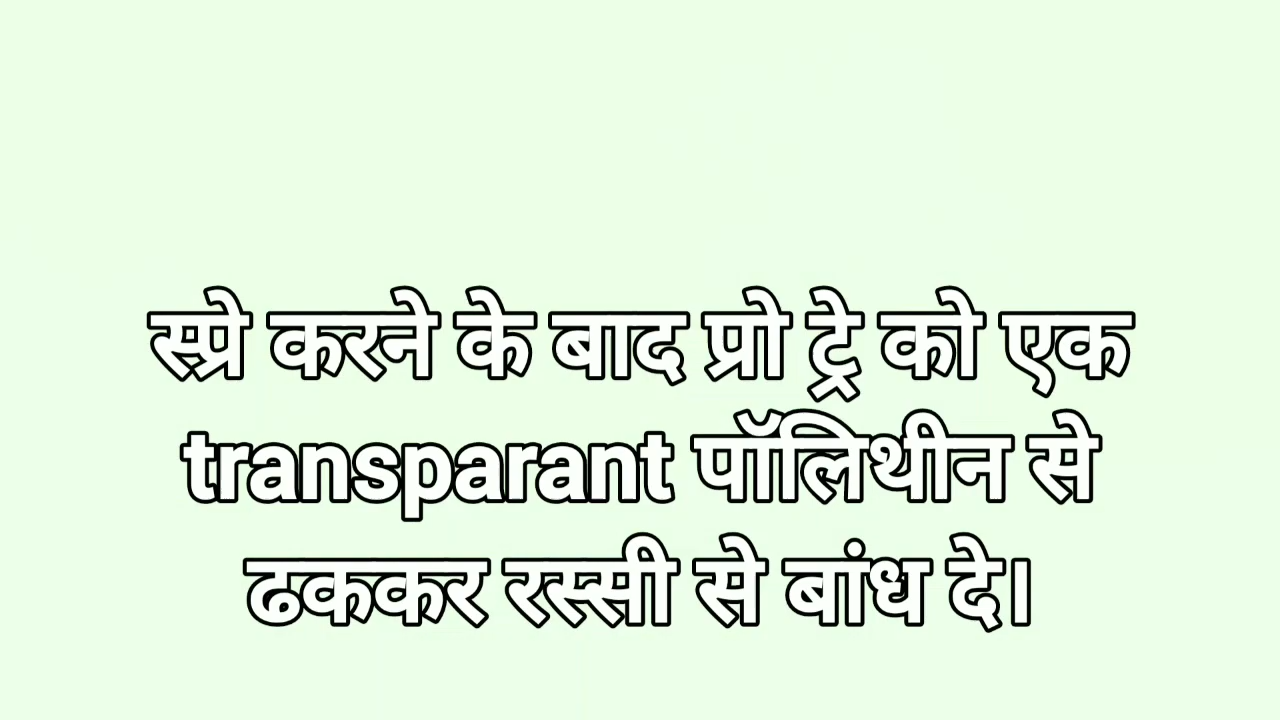 स्प्रे करने के बाद प्रो ट्रे को एक
transparant पॉलिथीन से
ढककर रस्सी से बांध दे।